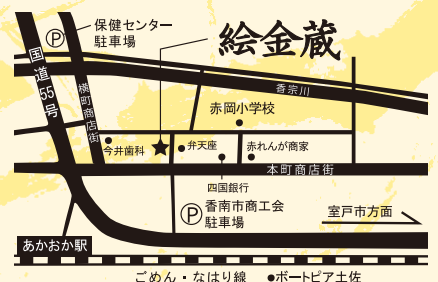 保健センター
駐車場
Ⓟ
絵金蔵
国道55号
横町商店街
香宗川
赤岡小学校
今井歯科
弁天座
赤れんが商家
本町商店街
四国銀行
Ⓟ
香南市商工会
駐車場
室戸市方面
あかおか駅
ごめん・なはり線
ボートピア土佐